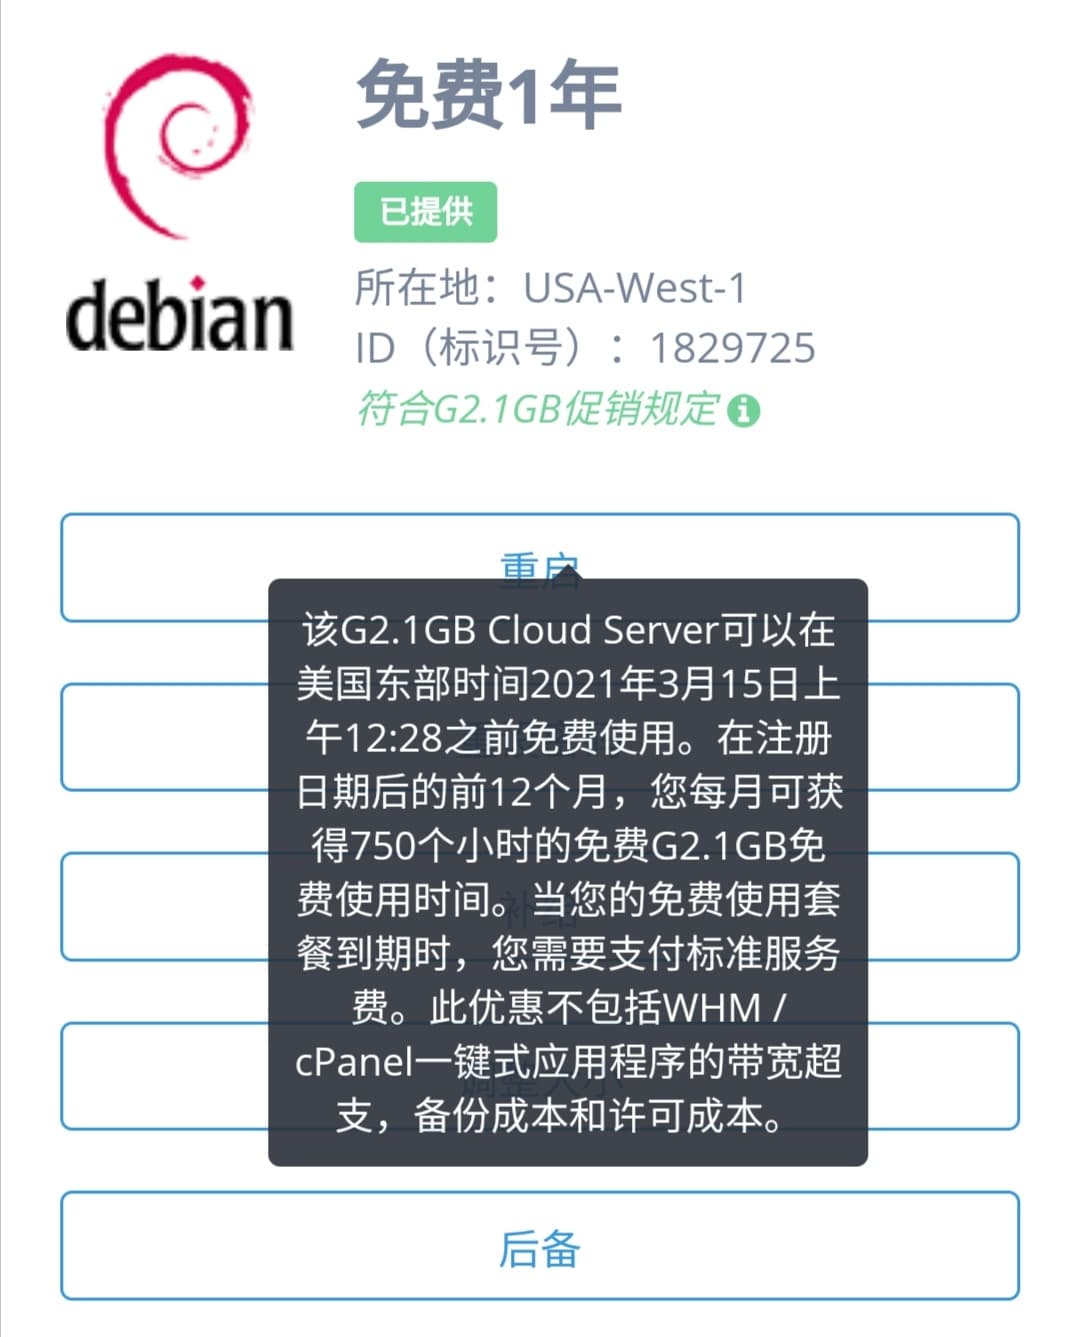 免费1年
已提供
debian
所在地：USA-West-1
ID（标识号）：1829725
符合G2.1GB促销规定
重启
该G2.1GB Cloud Server可以在
美国东部时间2021年3月15日上
午12:28之前免费使用。在注册
日期后的前12个月，您每月可获
得750个小时的免费G2.1GB免
费使用时间。当您的免费使用套
餐到期时，您需要支付标准服务
费。此优惠不包括WHM /
cPanel一键式应用程序的带宽超
支，备份成本和许可成本。
补给
调整大小
后备